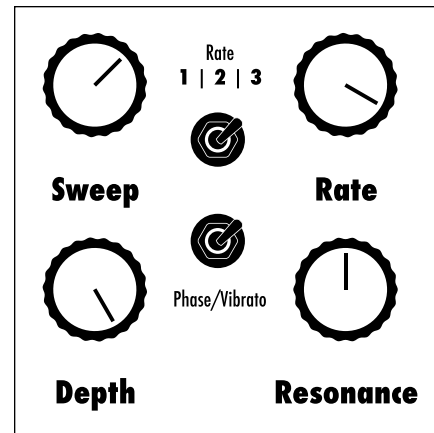 Rate
1 | 2 | 3
Sweep
Rate
Phase/Vibrato
Depth
Resonance